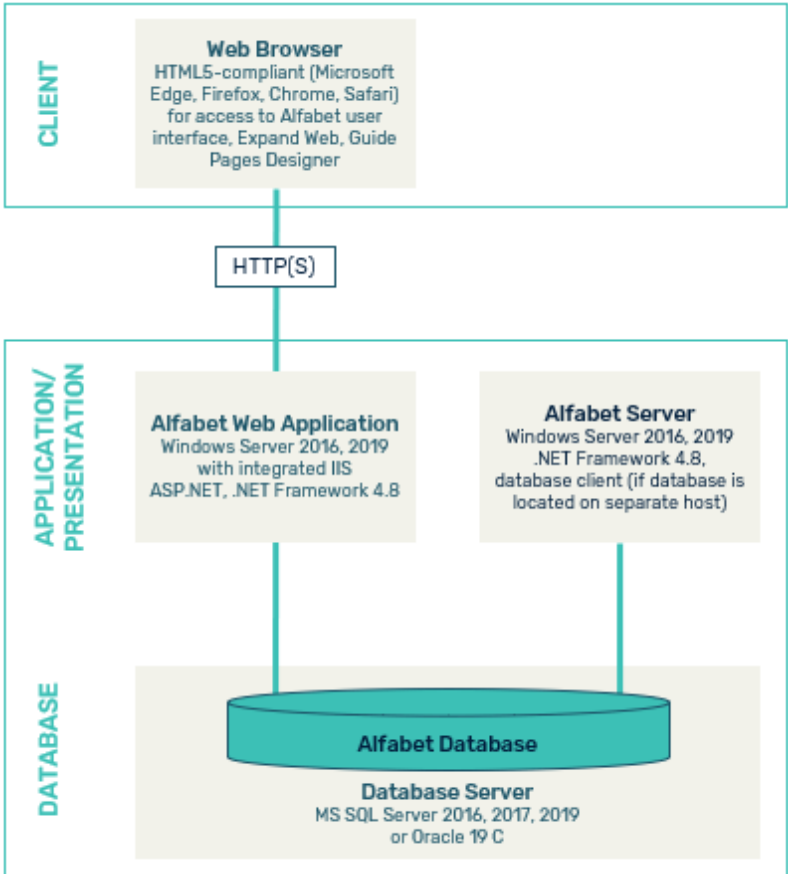 CLIENT
Web Browser
HTML5-compliant (Microsoft
Edge, Firefox, Chrome, Safari)
for access to Alfabet user
interface, Expand Web, Guide
Pages Designer
HTTP(S)
APPLICATION/
PRESENTATION
Alfabet Web Application
Windows Server 2016, 2019
with integrated IIS
ASP.NET, .NET Framework 4.8
Alfabet Server
Windows Server 2016, 2019
.NET Framework 4.8,
database client (if database is
located on separate host)
DATABASE
Alfabet Database
Database Server
MS SQL Server 2016, 2017, 2019
or Oracle 19 C